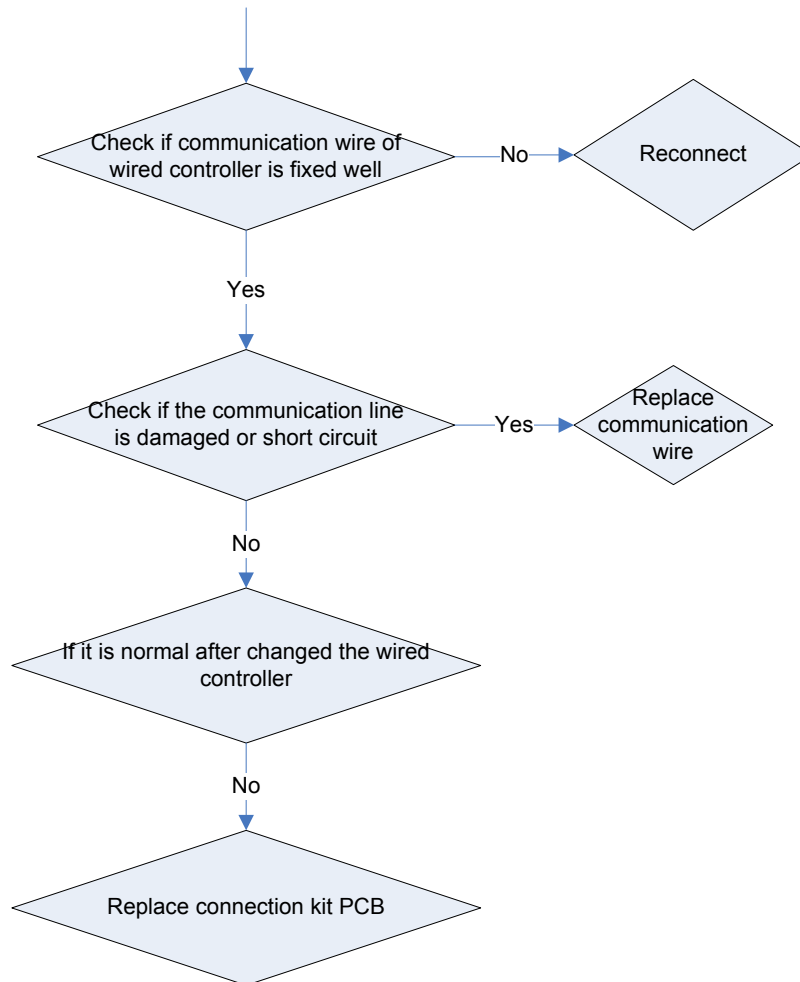 Check if communication wire of
wired controller is fixed well
No
Reconnect
Yes
Check if the communication line
is damaged or short circuit
Yes
Replace
communication
wire
No
If it is normal after changed the wired
controller
No
Replace connection kit PCB